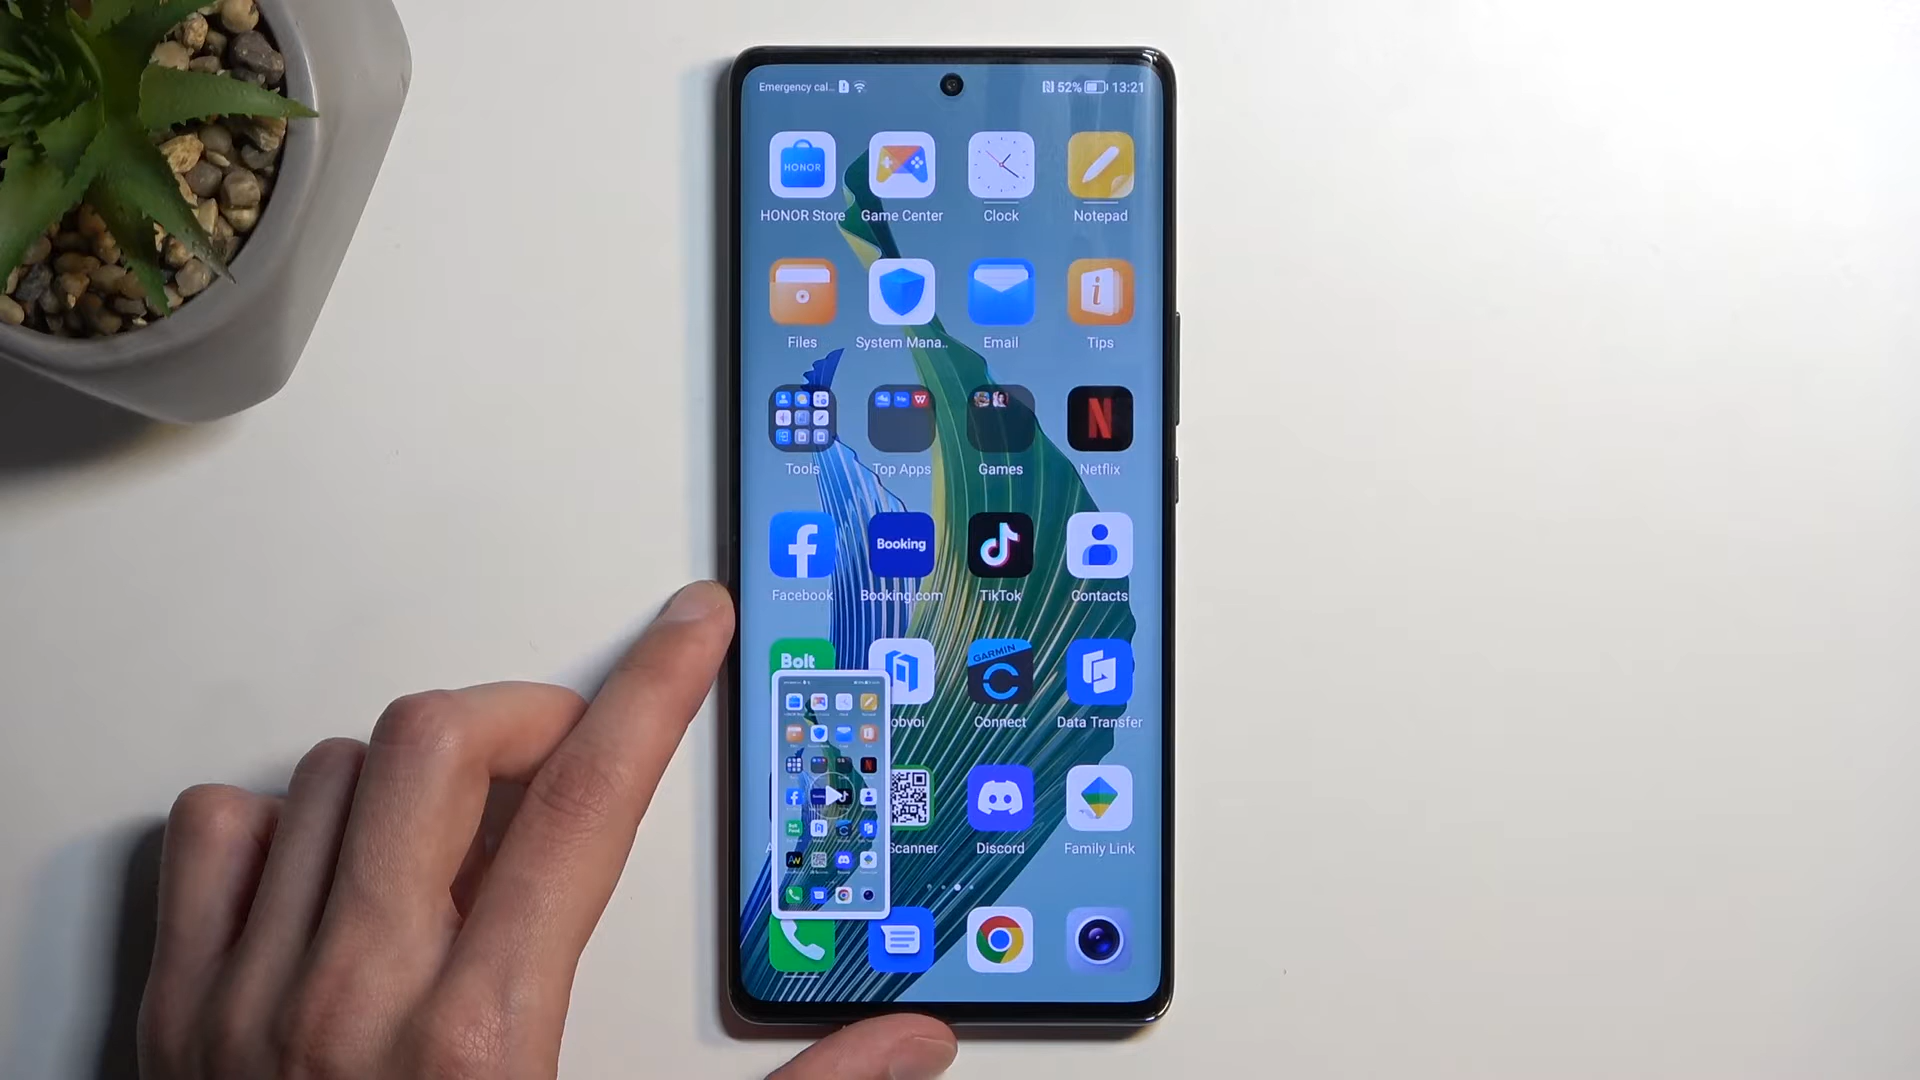 Emergency cal... 52% 13:21
HONOR
HONOR Store Game Center Clock Notepad
Files System Mana.. Email Tips
Tools Top Apps Games Netflix
Booking
Facebook Booking.com TikTok Contacts
Bolt GARMIN
obvoi Connect Data Transfer
Scanner Discord Family Link